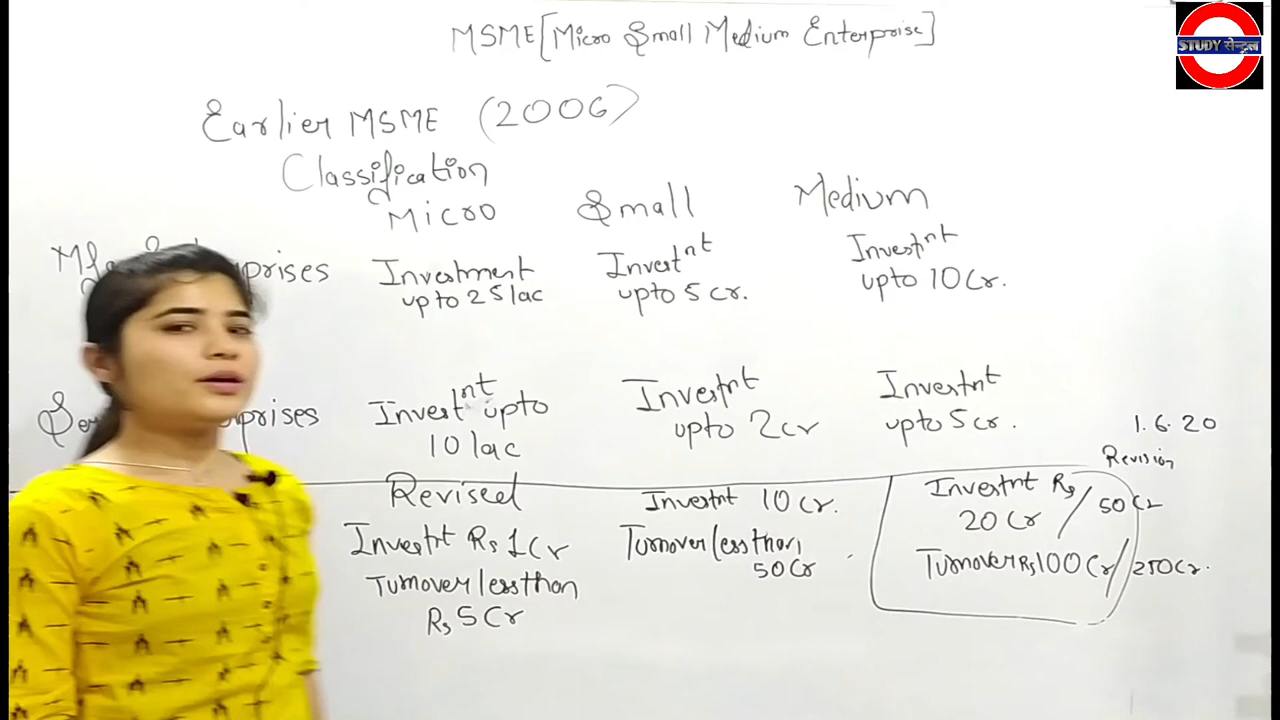 MSME [Micro Small Medium Enterprise]
STUDY सेन्ट्रल
Earlier MSME (2006)
Classification
Micro Small Medium
prises Investment upto 25 lac Investnt upto 5 Cr. Investnt upto 10 Cr.
rprises Investnt upto 10 lac Investnt upto 2 cr Investnt upto 5 cr.
1.6.20
Revision
Revised
Investnt Rs 1 Cr
Turnover less than
Rs 5 Cr
Investnt 10 Cr.
Turnover less than
50 Cr
Investnt Rs
20 Cr / 50 Cr
Turnover Rs 100 Cr / 250 Cr.